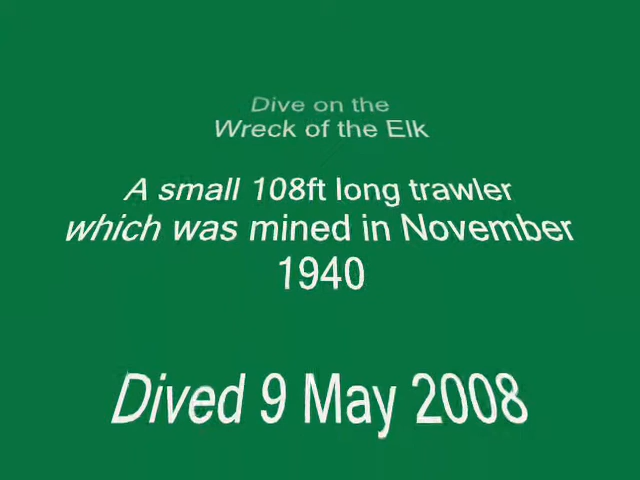 Dive on the
Wreck of the Elk
A small 108ft long trawler
which was mined in November
1940
Dived 9 May 2008